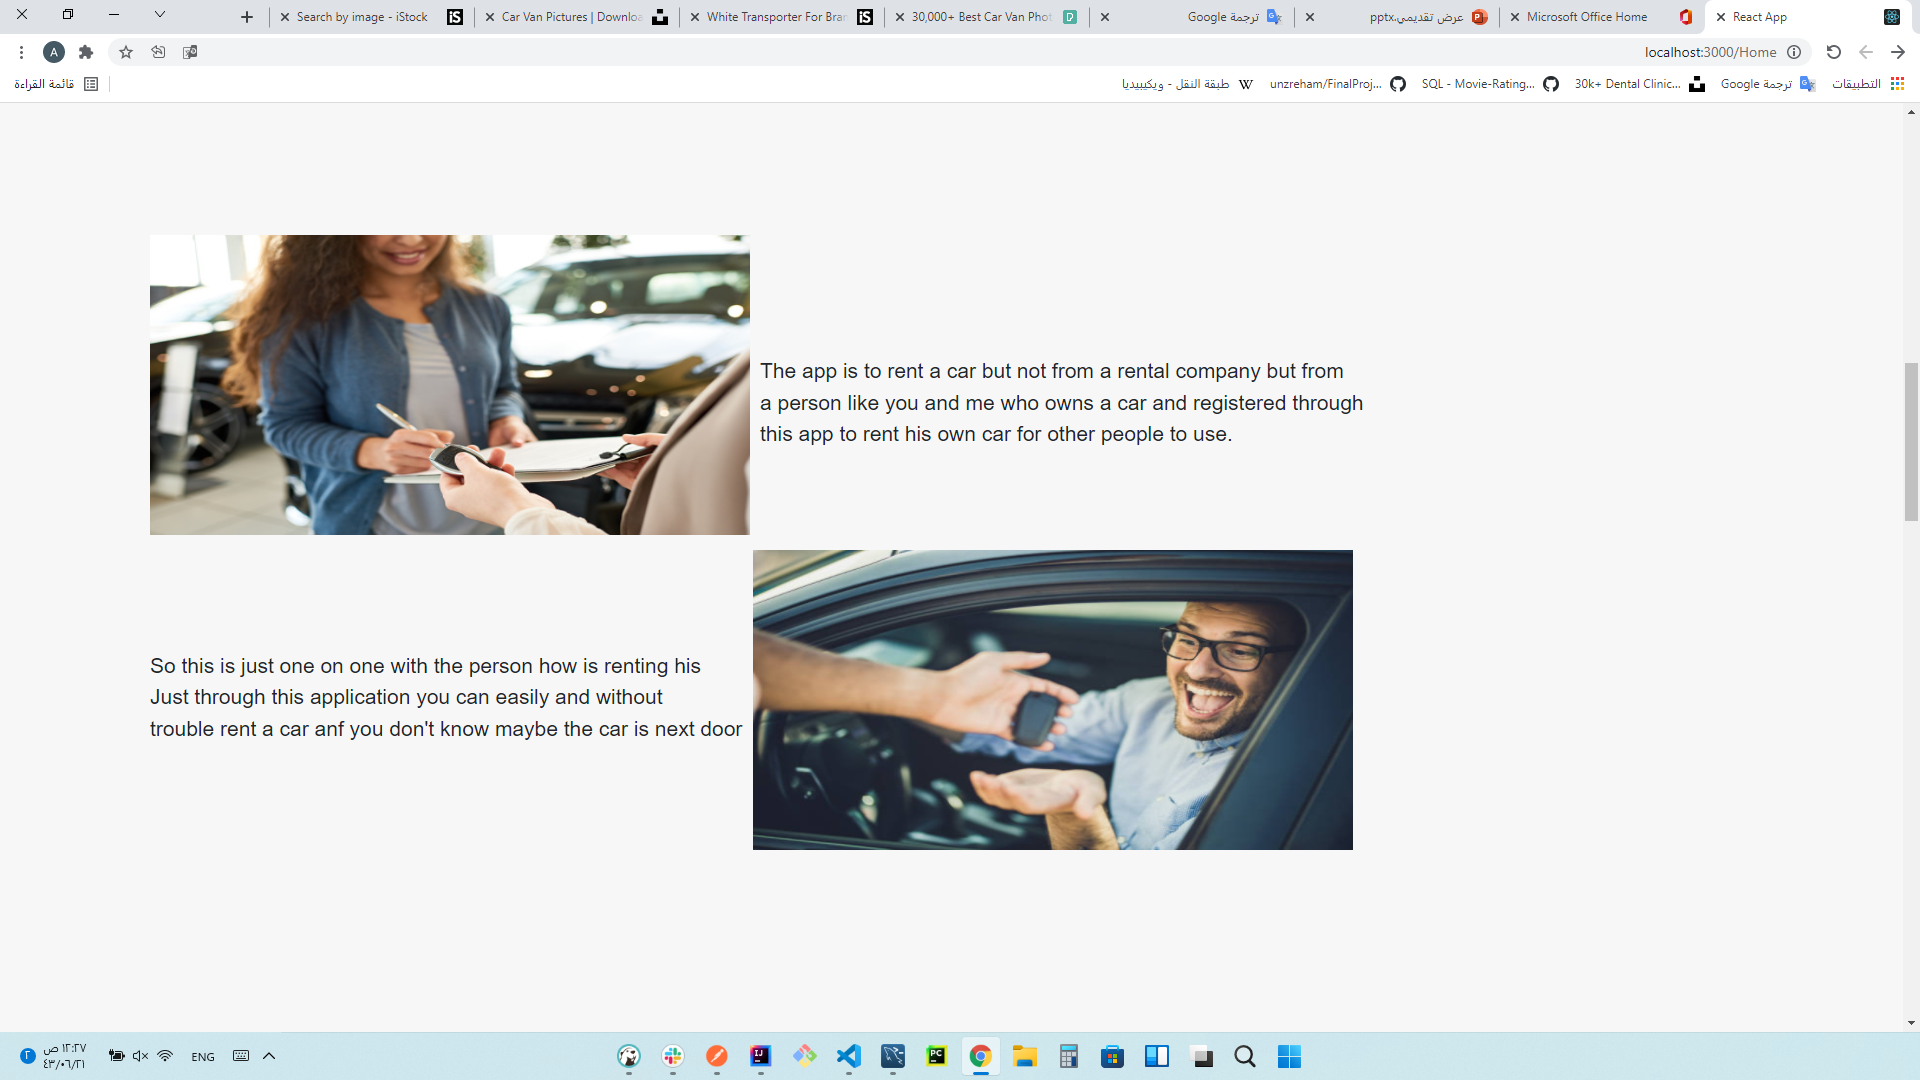 Search by image - iStock
Car Van Pictures | Downloa
White Transporter For Bran
30,000+ Best Car Van Phot
ترجمة Google
عرض تقديمي.pptx
Microsoft Office Home
React App
A
localhost:3000/Home
قائمة القراءة
طبقة النقل - ويكيبيديا
unzreham/FinalProj...
SQL - Movie-Rating...
30k+ Dental Clinic...
ترجمة Google
التطبيقات
The app is to rent a car but not from a rental company but from
a person like you and me who owns a car and registered through
this app to rent his own car for other people to use.
So this is just one on one with the person how is renting his
Just through this application you can easily and without
trouble rent a car anf you don't know maybe the car is next door
١٢:٢٧ ص
٤٣/٠٦/٢١
٢
ENG